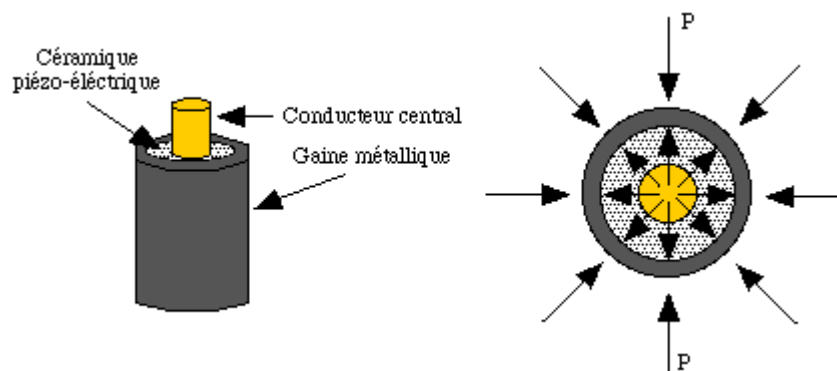 Céramique
piézo-éléctrique
Conducteur central
Gaine métallique
P
P